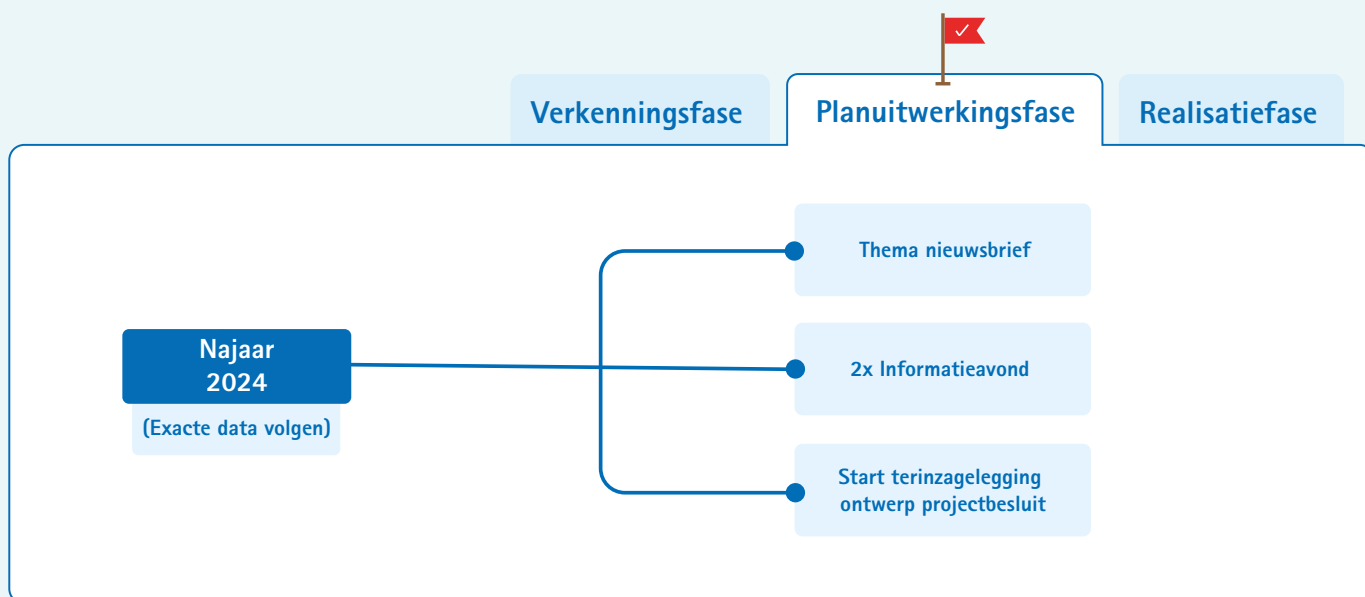 Verkenningsfase
Planuitwerkingsfase
Realisatiefase
Thema nieuwsbrief
Najaar
2024
(Exacte data volgen)
2x Informatieavond
Start terinzagelegging
ontwerp projectbesluit